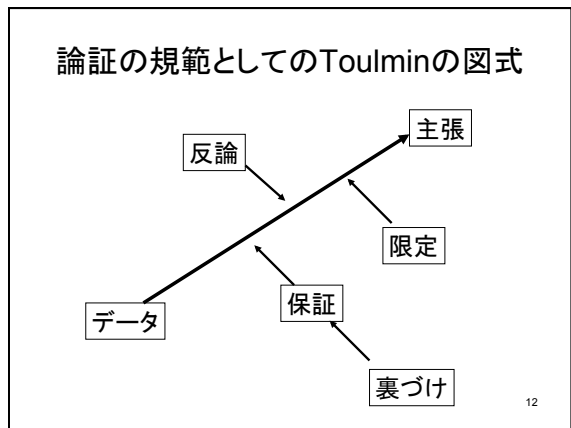 論証の規範としてのToulminの図式
主張
反論
限定
保証
データ
裏づけ
12